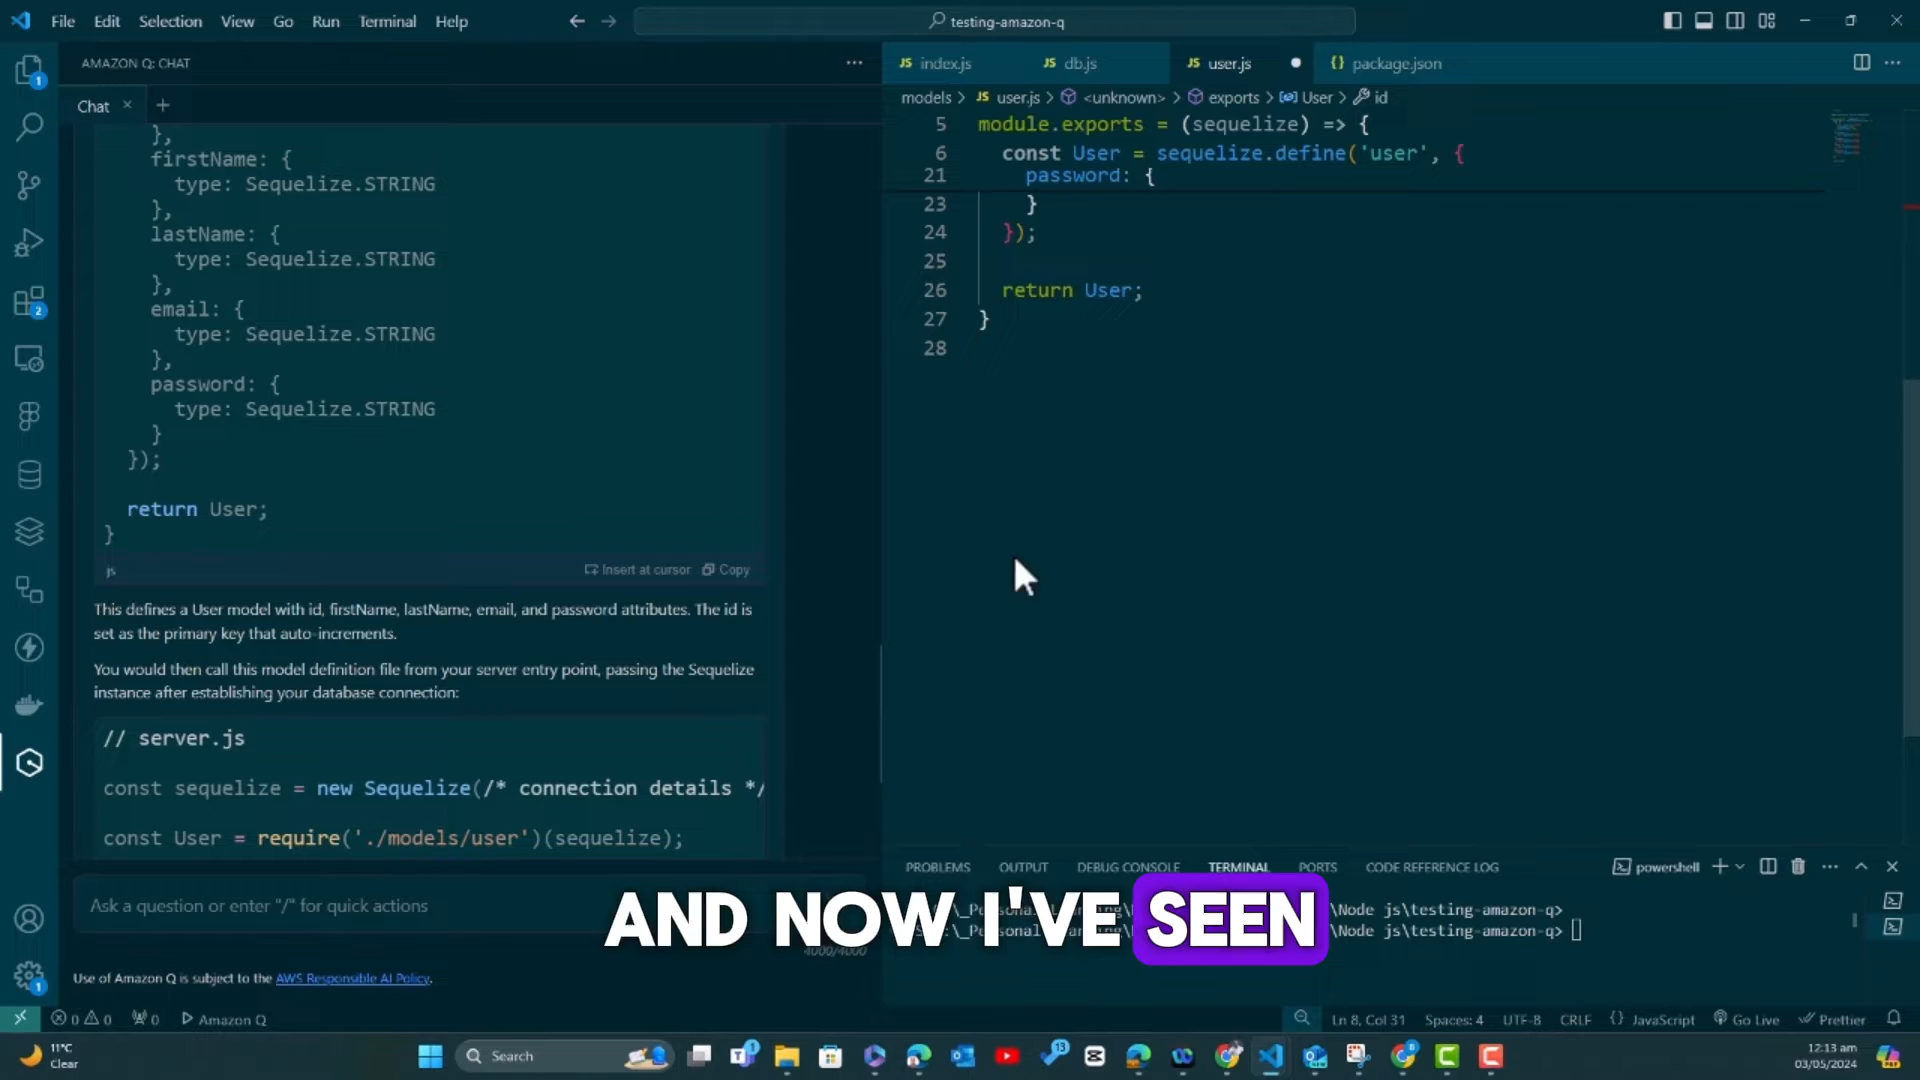 File Edit Selection View Go Run Terminal Help
testing-amazon-q
AMAZON Q: CHAT
Chat
},
firstName: {
type: Sequelize.STRING
},
lastName: {
type: Sequelize.STRING
},
email: {
type: Sequelize.STRING
},
password: {
type: Sequelize.STRING
}
});
return User;
}
js Insert at cursor Copy
This defines a User model with id, firstName, lastName, email, and password attributes. The id is
set as the primary key that auto-increments.
You would then call this model definition file from your server entry point, passing the Sequelize
instance after establishing your database connection:
// server.js
const sequelize = new Sequelize(/* connection details */
const User = require('./models/user')(sequelize);
Ask a question or enter "/" for quick actions
4000/4000
Use of Amazon Q is subject to the AWS Responsible AI Policy.
JS index.js JS db.js JS user.js {} package.json
models > JS user.js > <unknown> > exports > User > id
5 module.exports = (sequelize) => {
6 const User = sequelize.define('user', {
21 password: {
23 }
24 });
25
26 return User;
27 }
28
PROBLEMS OUTPUT DEBUG CONSOLE TERMINAL PORTS CODE REFERENCE LOG powershell
\Node js\testing-amazon-q>
\Node js\testing-amazon-q>
AND NOW I'VE SEEN
0 0 0 Amazon Q
Ln 8, Col 31 Spaces: 4 UTF-8 CRLF {} JavaScript Go Live Prettier
11°C
Clear
Search
12:13 am
03/05/2024